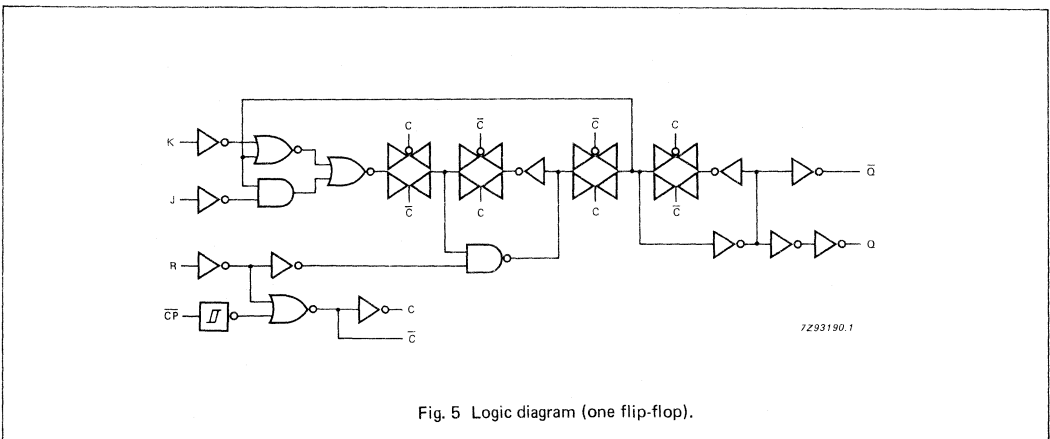 C
C̅
C̅
C
K
Q̅
C̅
C
C
C̅
J
R
Q
C̅P̅
C
C̅
7Z93190.1
Fig. 5 Logic diagram (one flip-flop).